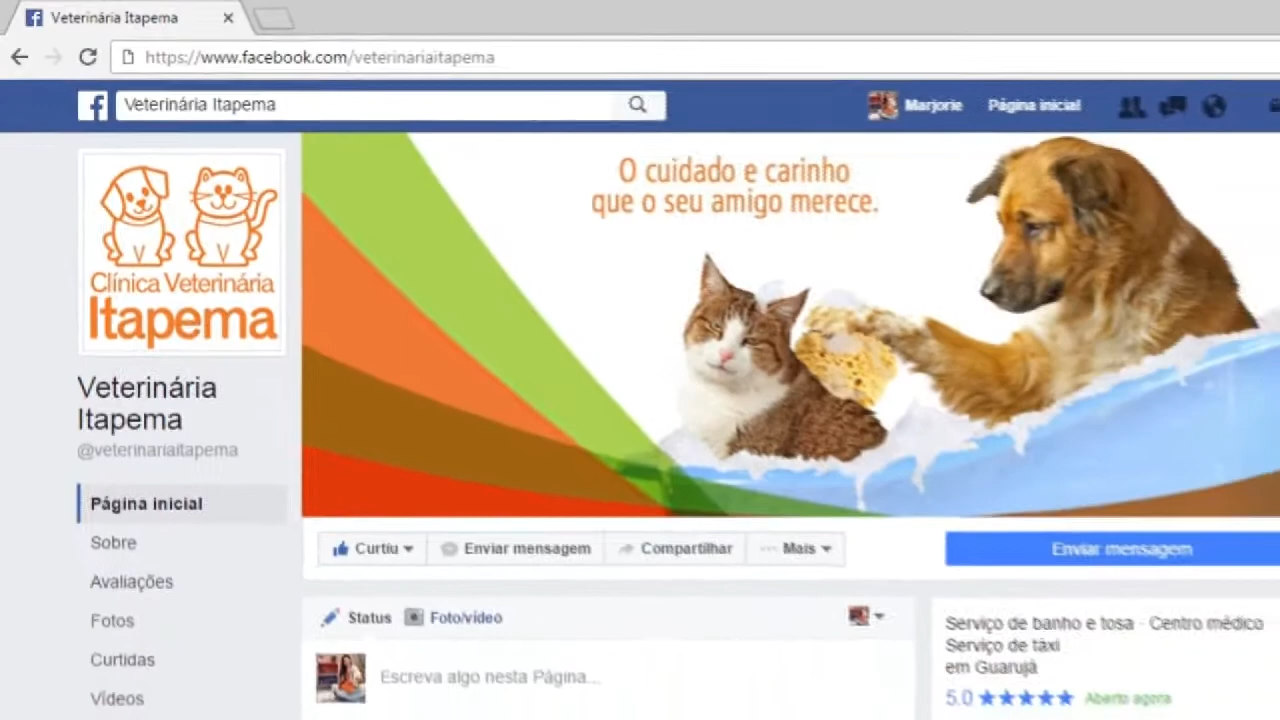 Veterinária Itapema
https://www.facebook.com/veterinariaitapema
Veterinária Itapema
Marjorie
Página inicial
O cuidado e carinho
que o seu amigo merece.
Clínica Veterinária
Itapema
Veterinária
Itapema
@veterinariaitapema
Página inicial
Sobre
Avaliações
Fotos
Curtidas
Vídeos
Curtiu
Enviar mensagem
Compartilhar
Mais
Enviar mensagem
Status
Foto/vídeo
Escreva algo nesta Página...
Serviço de banho e tosa · Centro médico
Serviço de táxi
em Guarujá
5.0 ★★★★★ Aberto agora